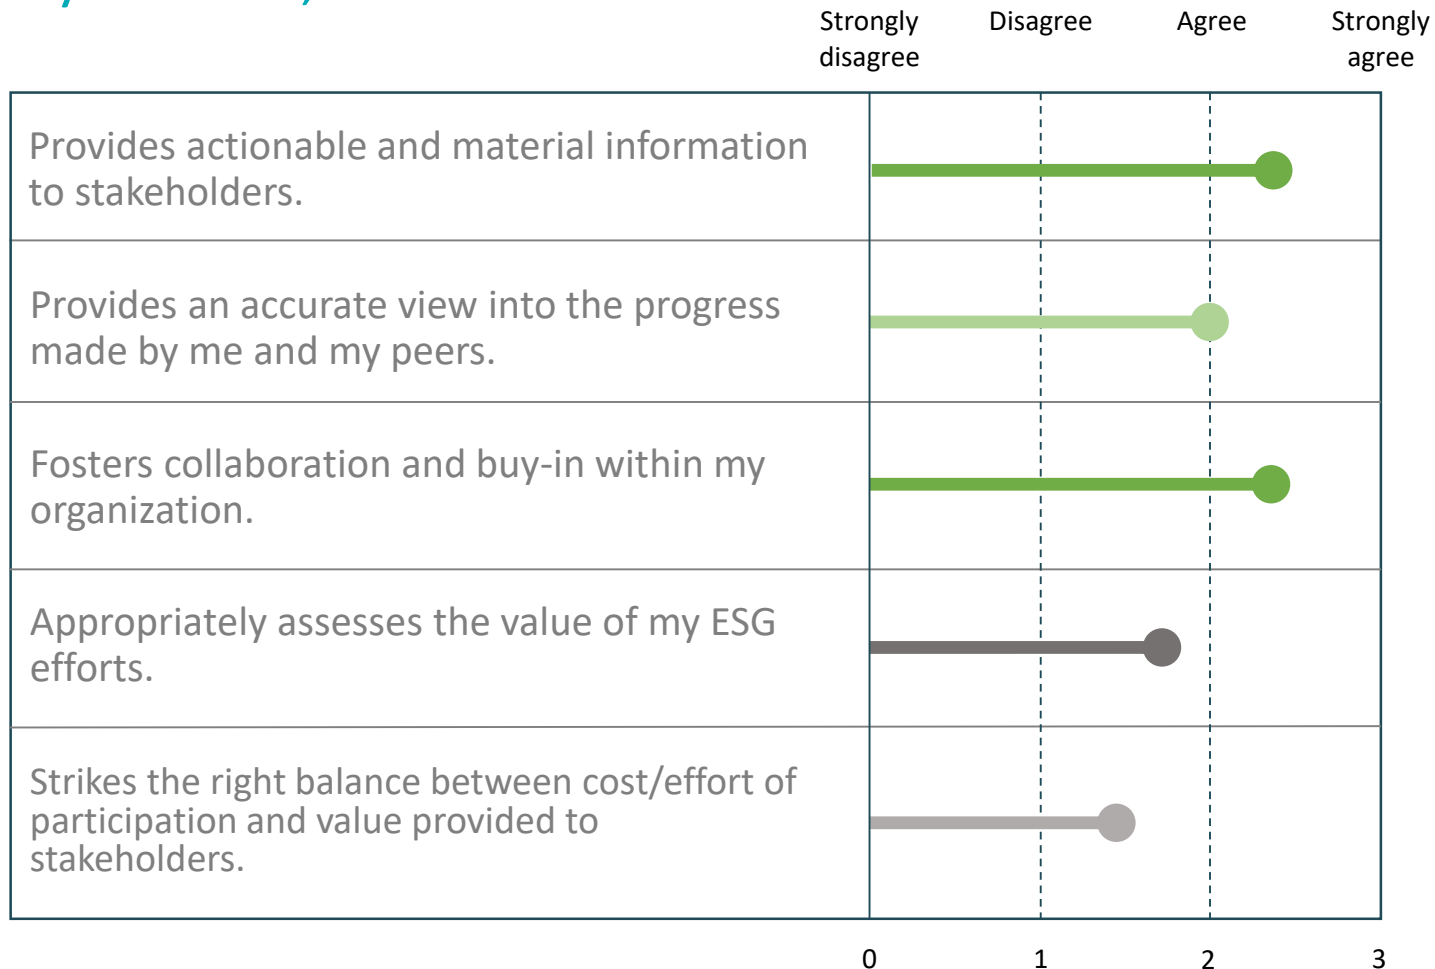 Strongly disagree
Disagree
Agree
Strongly agree
Provides actionable and material information
to stakeholders.
Provides an accurate view into the progress
made by me and my peers.
Fosters collaboration and buy-in within my
organization.
Appropriately assesses the value of my ESG
efforts.
Strikes the right balance between cost/effort of
participation and value provided to
stakeholders.
0 1 2 3